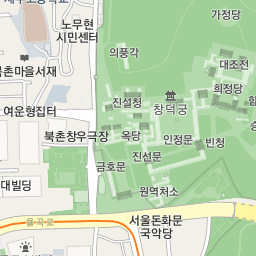 가정당
노무현
시민센터
의풍각
대조전
북촌마을서재
희정당
진설청
창덕궁
여운형집터
북촌창우극장
옥당
인정문
빈청
금호문
진선문
대빌딩
원역처소
율곡로
서울돈화문
국악당